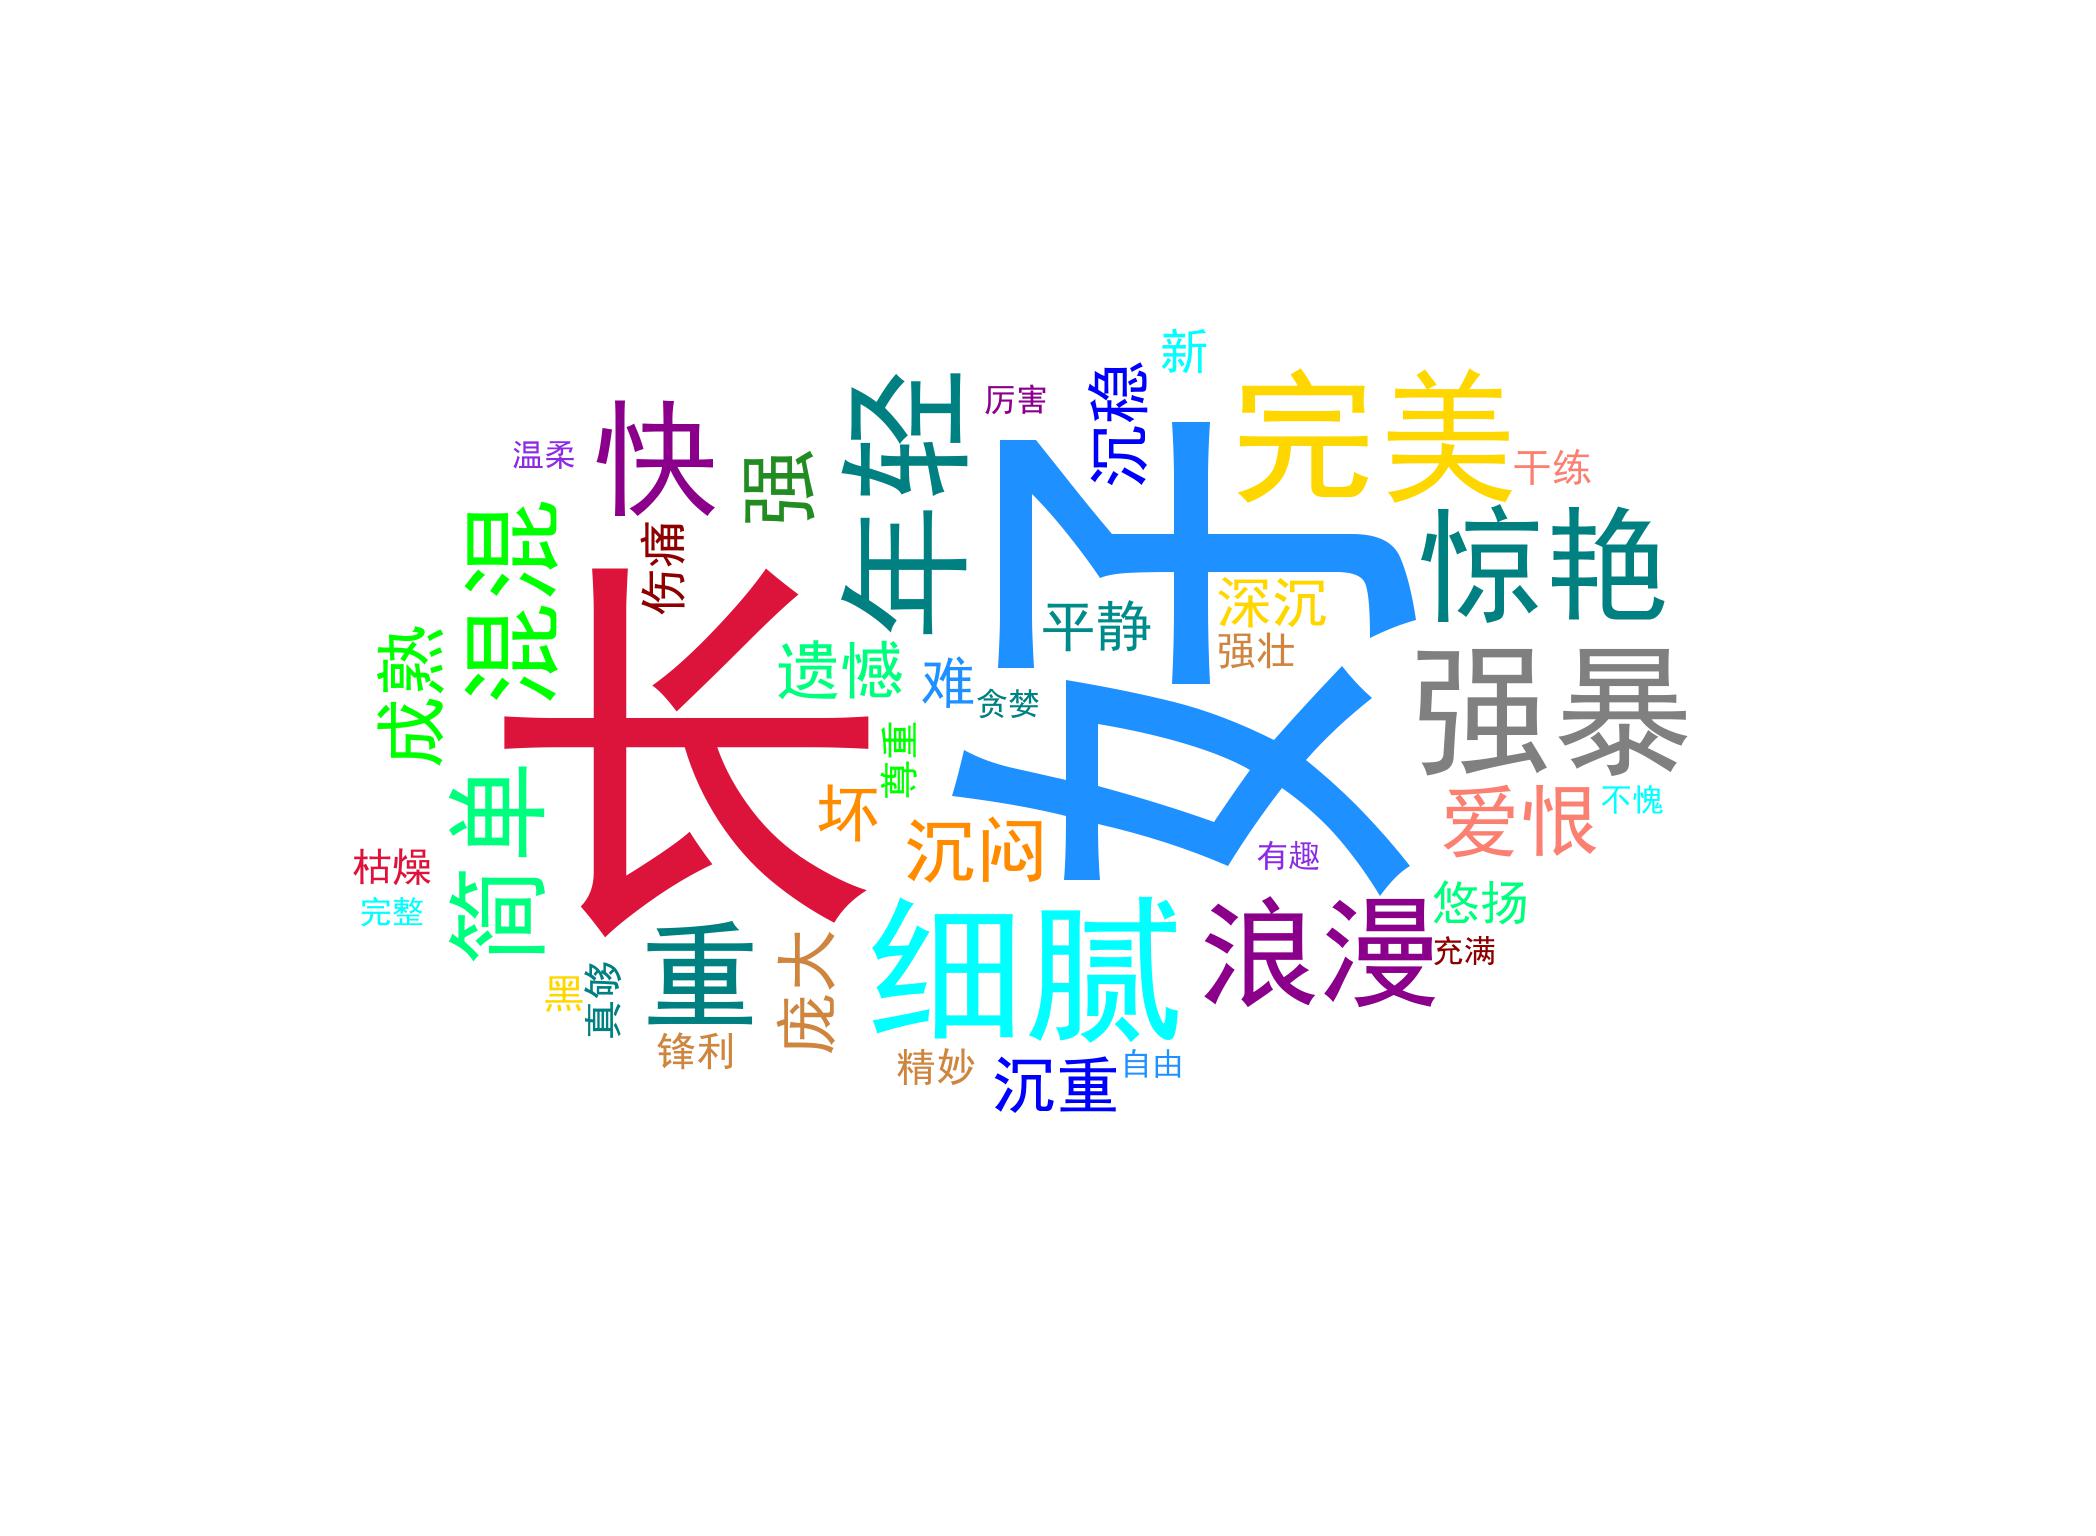 新
厉害
沉稳
完美
快
年轻
温柔
强
干练
好
惊艳
混混
伤痛
平静
深沉
强壮
成熟
长
遗憾
难
贪婪
强暴
尊重
简单
坏
沉闷
爱恨
不愧
枯燥
有趣
完整
悠扬
重
庞大
细腻
浪漫
充满
黑
真够
锋利
精妙
沉重
自由